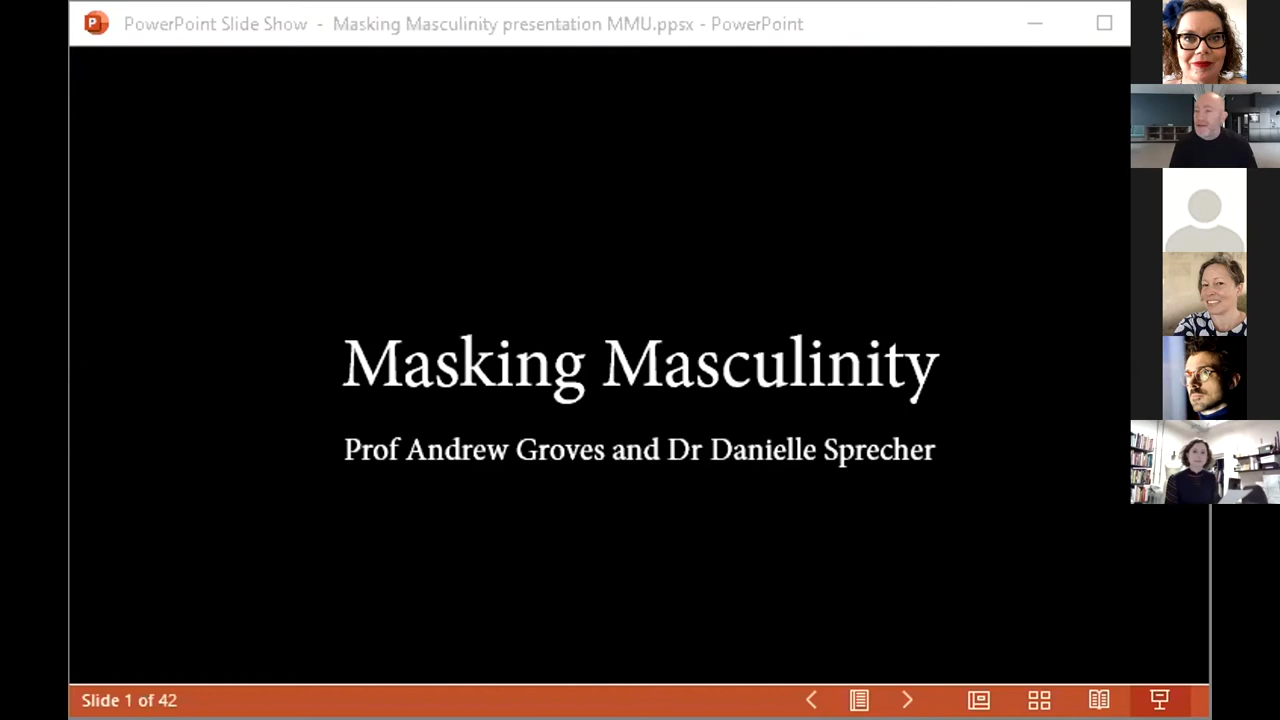 PowerPoint Slide Show - Masking Masculinity presentation MMU.ppsx - PowerPoint
Masking Masculinity
Prof Andrew Groves and Dr Danielle Sprecher
Slide 1 of 42